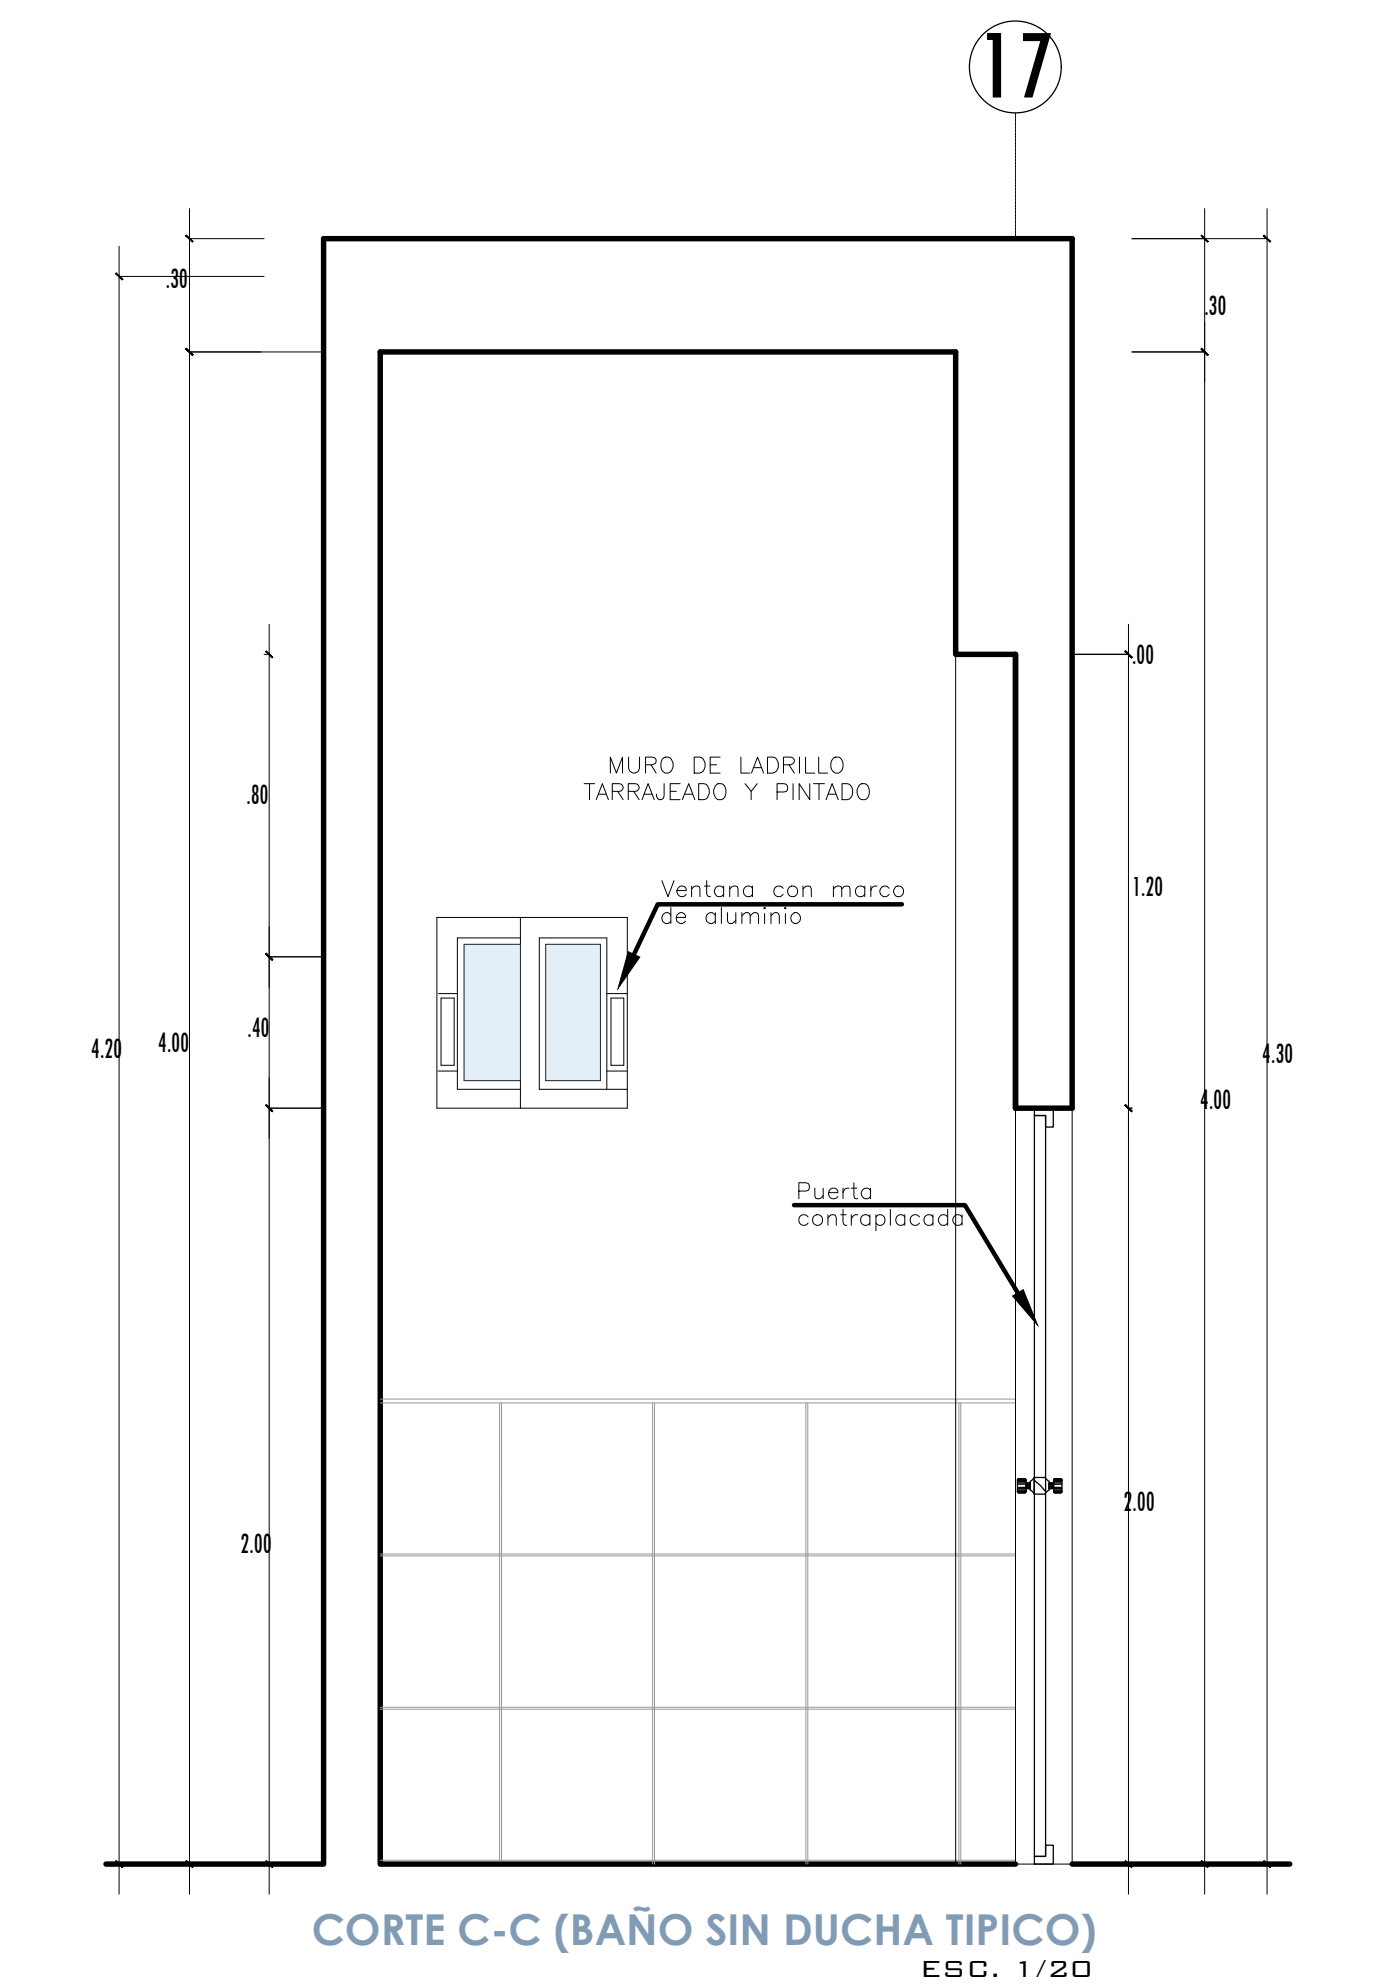 17
.30
.30
.00
MURO DE LADRILLO
TARRAJEADO Y PINTADO
.80
1.20
Ventana con marco
de aluminio
.40
4.20
4.00
4.30
4.00
Puerta
contraplacada
2.00
2.00
CORTE C-C (BAÑO SIN DUCHA TIPICO)
ESC. 1/20